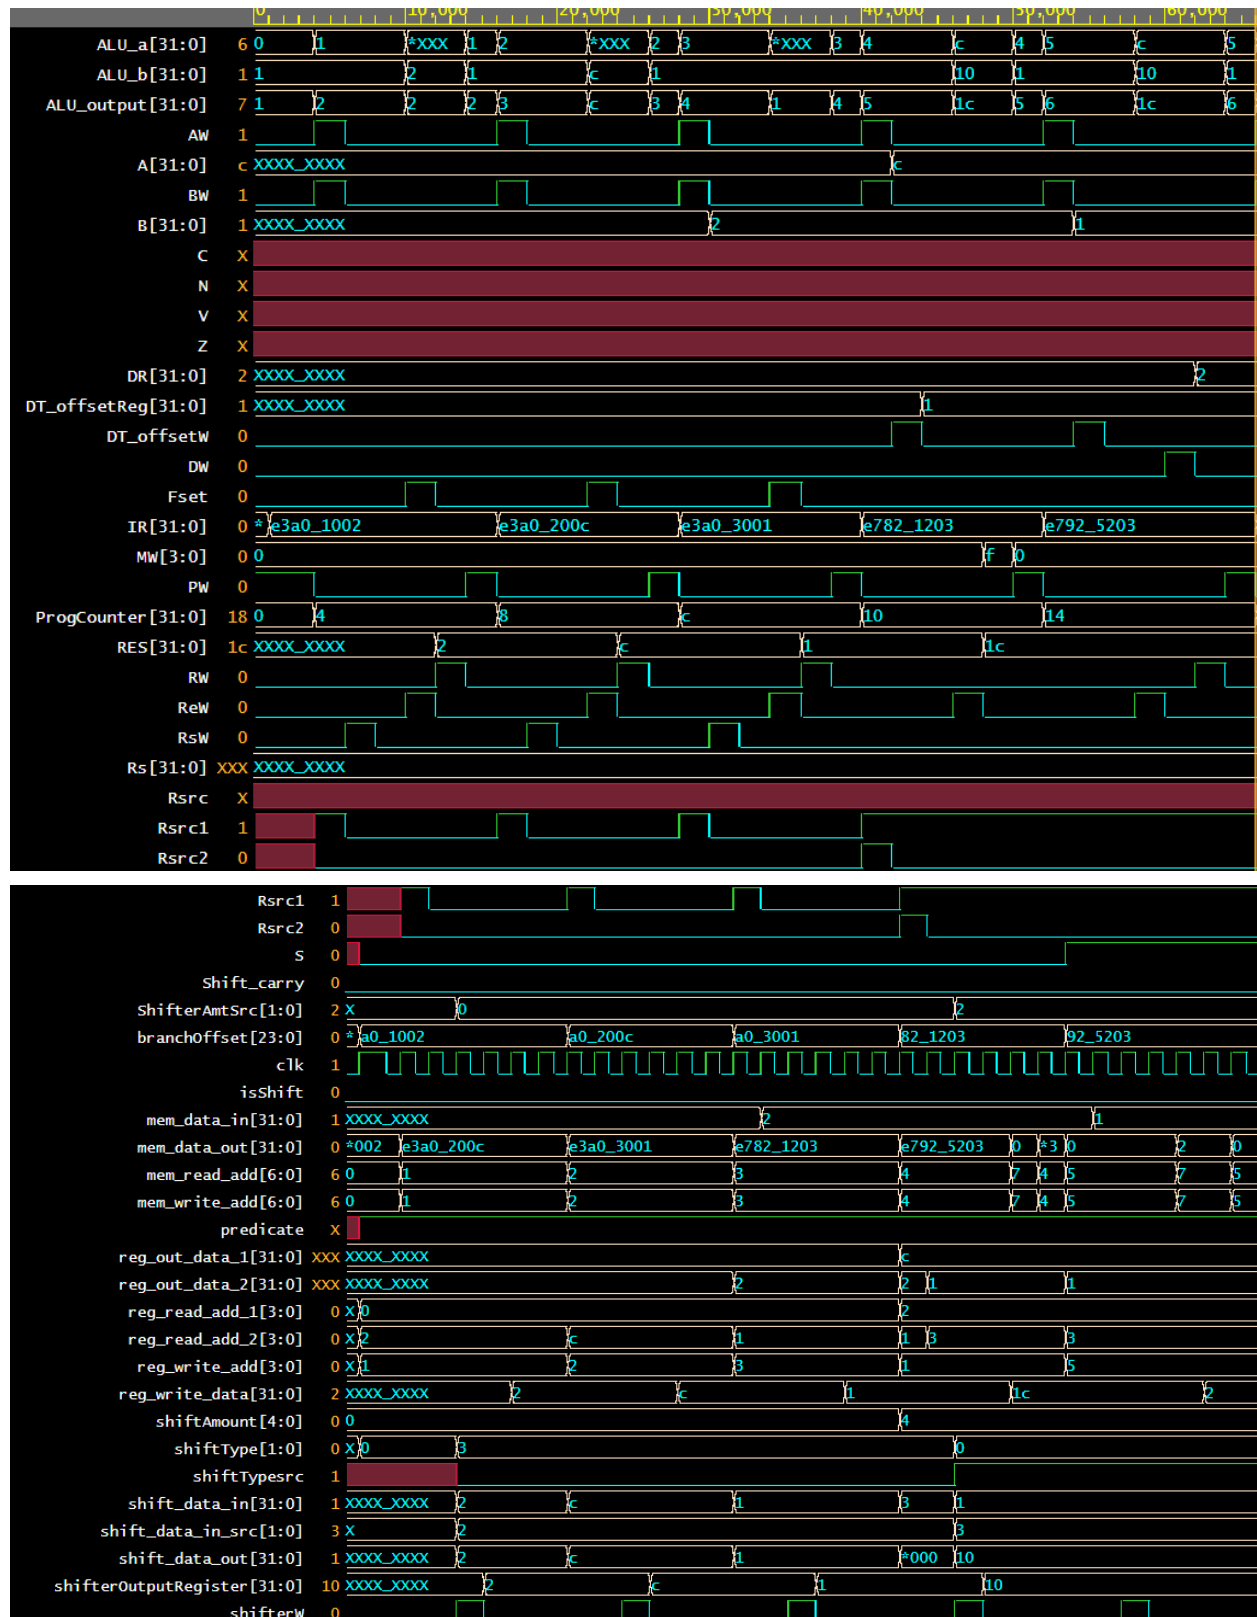 0 10,000 20,000 30,000 40,000 50,000 60,000
ALU_a[31:0] 6 0 1 *XXX 1 2 *XXX 2 3 *XXX 3 4 c 4 5 c 5
ALU_b[31:0] 1 1 2 1 c 1 10 1 10 1
ALU_output[31:0] 7 1 2 2 2 3 c 3 4 1 4 5 1c 5 6 1c 6
AW 1
A[31:0] c XXXX_XXXX c
BW 1
B[31:0] 1 XXXX_XXXX 2 1
C X
N X
V X
Z X
DR[31:0] 2 XXXX_XXXX 2
DT_offsetReg[31:0] 1 XXXX_XXXX 1
DT_offsetW 0
DW 0
Fset 0
IR[31:0] 0 * e3a0_1002 e3a0_200c e3a0_3001 e782_1203 e792_5203
MW[3:0] 0 0 f 0
PW 0
ProgCounter[31:0] 18 0 4 8 c 10 14
RES[31:0] 1c XXXX_XXXX 2 c 1 1c
RW 0
ReW 0
RsW 0
Rs[31:0] XXX XXXX_XXXX
Rsrc X
Rsrc1 1
Rsrc2 0
Rsrc1 1
Rsrc2 0
S 0
Shift_carry 0
ShifterAmtSrc[1:0] 2 X 0 2
branchOffset[23:0] 0 * a0_1002 a0_200c a0_3001 82_1203 92_5203
clk 1
isShift 0
mem_data_in[31:0] 1 XXXX_XXXX 2 1
mem_data_out[31:0] 0 *002 e3a0_200c e3a0_3001 e782_1203 e792_5203 0 *3 0 2 0
mem_read_add[6:0] 6 0 1 2 3 4 7 4 5 7 5
mem_write_add[6:0] 6 0 1 2 3 4 7 4 5 7 5
predicate X
reg_out_data_1[31:0] XXX XXXX_XXXX c
reg_out_data_2[31:0] XXX XXXX_XXXX 2 2 1 1
reg_read_add_1[3:0] 0 X 0 2
reg_read_add_2[3:0] 0 X 2 c 1 1 3 3
reg_write_add[3:0] 0 X 1 2 3 1 5
reg_write_data[31:0] 2 XXXX_XXXX 2 c 1 1c 2
shiftAmount[4:0] 0 0 4
shiftType[1:0] 0 X 0 3 0
shiftTypesrc 1
shift_data_in[31:0] 1 XXXX_XXXX 2 c 1 3 1
shift_data_in_src[1:0] 3 X 2 3
shift_data_out[31:0] 1 XXXX_XXXX 2 c 1 *000 10
shifterOutputRegister[31:0] 10 XXXX_XXXX 2 c 1 10
shifterW 0